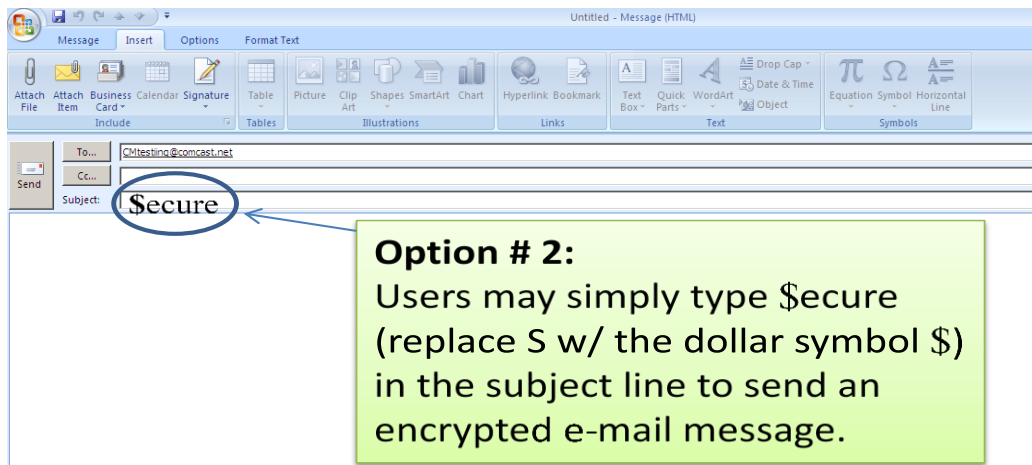 Untitled - Message (HTML)
Message Insert Options Format Text
Attach File Attach Item Business Card Calendar Signature Table Picture Clip Art Shapes SmartArt Chart Hyperlink Bookmark Text Box Quick Parts WordArt Drop Cap Date & Time Object Equation Symbol Horizontal Line
Include Tables Illustrations Links Text Symbols
Send
To... CMtestiing@comcast.net
Cc...
Subject: $ecure
Option # 2:
Users may simply type $ecure
(replace S w/ the dollar symbol $)
in the subject line to send an
encrypted e-mail message.